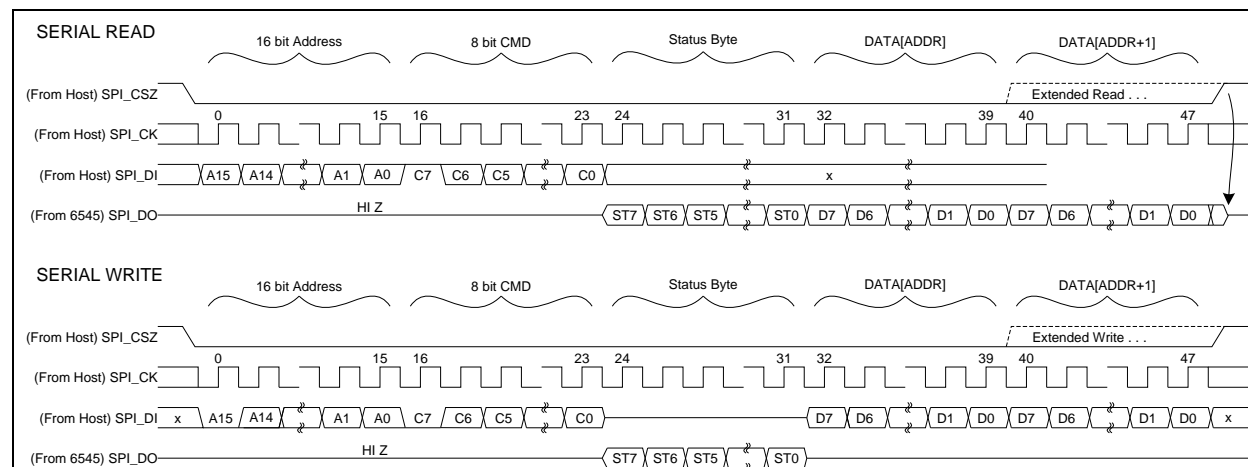 SERIAL READ
16 bit Address 8 bit CMD Status Byte DATA[ADDR] DATA[ADDR+1]
(From Host) SPI_CSZ Extended Read . . .
0 15 16 23 24 31 32 39 40 47
(From Host) SPI_CK
(From Host) SPI_DI A15 A14 A1 A0 C7 C6 C5 C0 x
HI Z
(From 6545) SPI_DO ST7 ST6 ST5 ST0 D7 D6 D1 D0 D7 D6 D1 D0
SERIAL WRITE
16 bit Address 8 bit CMD Status Byte DATA[ADDR] DATA[ADDR+1]
(From Host) SPI_CSZ Extended Write . . .
0 15 16 23 24 31 32 39 40 47
(From Host) SPI_CK
(From Host) SPI_DI x A15 A14 A1 A0 C7 C6 C5 C0 D7 D6 D1 D0 D7 D6 D1 D0 x
HI Z
(From 6545) SPI_DO ST7 ST6 ST5 ST0